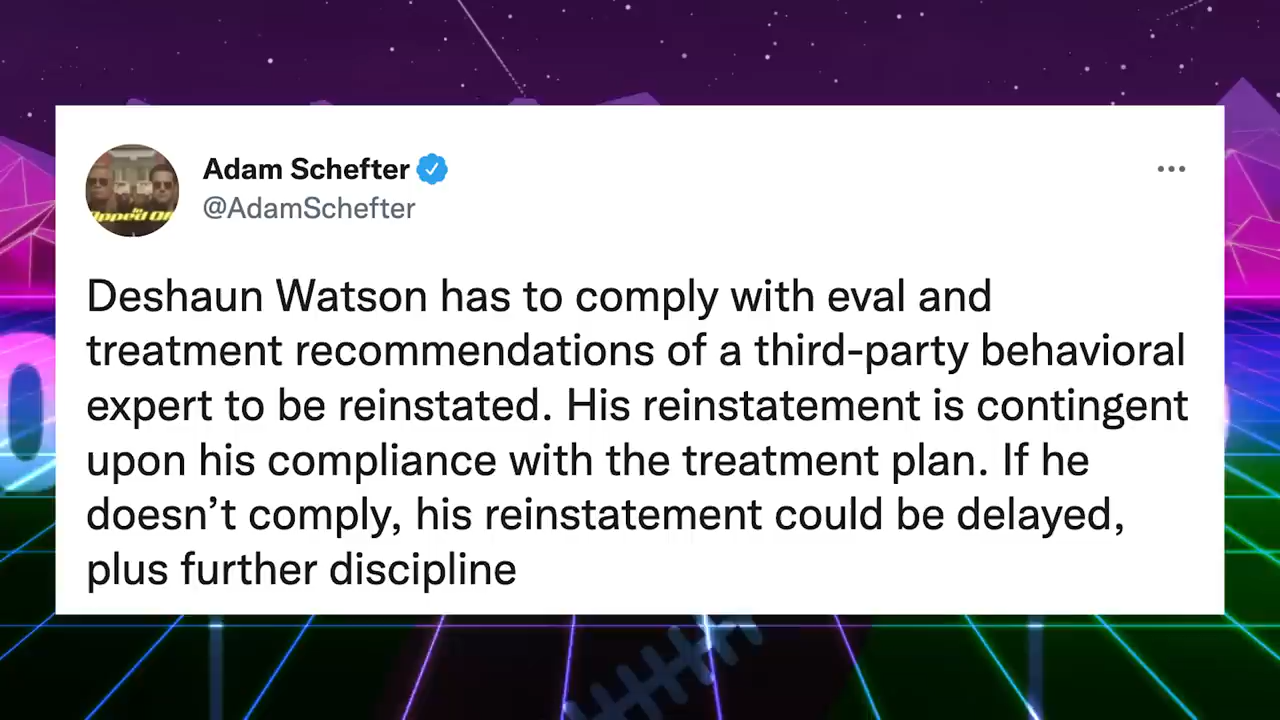 Adam Schefter
@AdamSchefter
Deshaun Watson has to comply with eval and
treatment recommendations of a third-party behavioral
expert to be reinstated. His reinstatement is contingent
upon his compliance with the treatment plan. If he
doesn’t comply, his reinstatement could be delayed,
plus further discipline